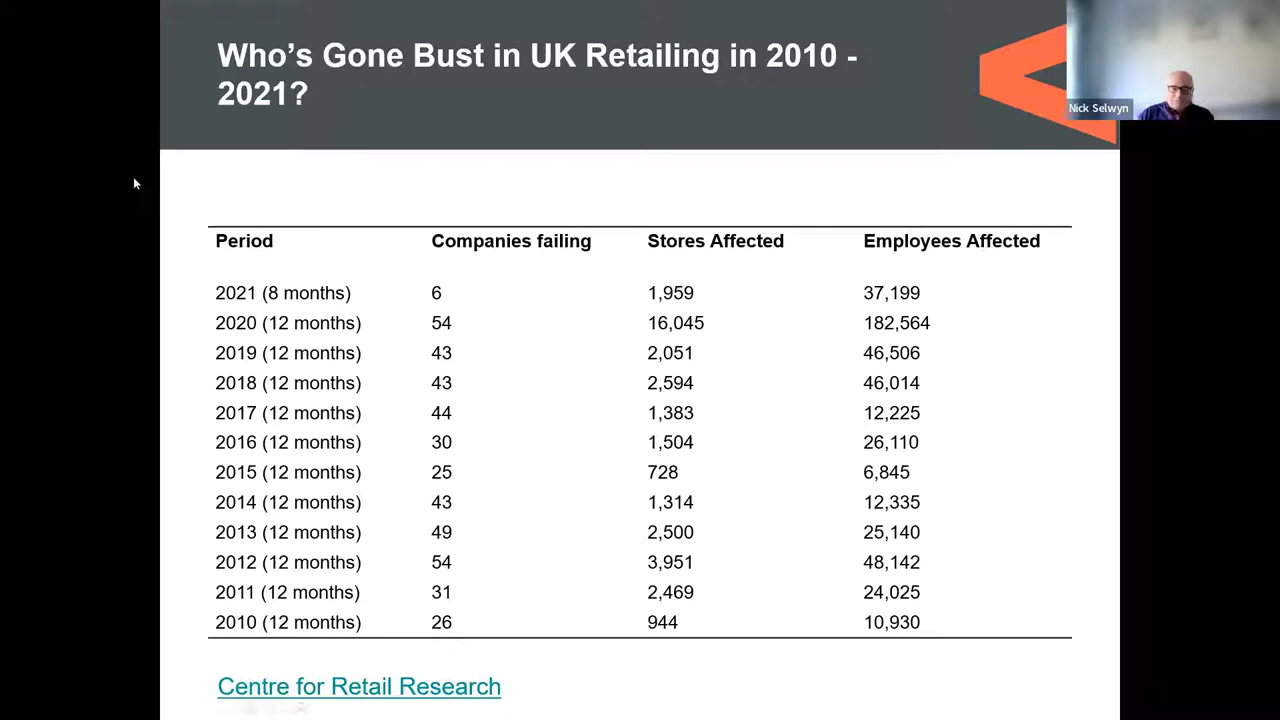 Who's Gone Bust in UK Retailing in 2010 -
2021?
Nick Selwyn
Period Companies failing Stores Affected Employees Affected
2021 (8 months) 6 1,959 37,199
2020 (12 months) 54 16,045 182,564
2019 (12 months) 43 2,051 46,506
2018 (12 months) 43 2,594 46,014
2017 (12 months) 44 1,383 12,225
2016 (12 months) 30 1,504 26,110
2015 (12 months) 25 728 6,845
2014 (12 months) 43 1,314 12,335
2013 (12 months) 49 2,500 25,140
2012 (12 months) 54 3,951 48,142
2011 (12 months) 31 2,469 24,025
2010 (12 months) 26 944 10,930
Centre for Retail Research